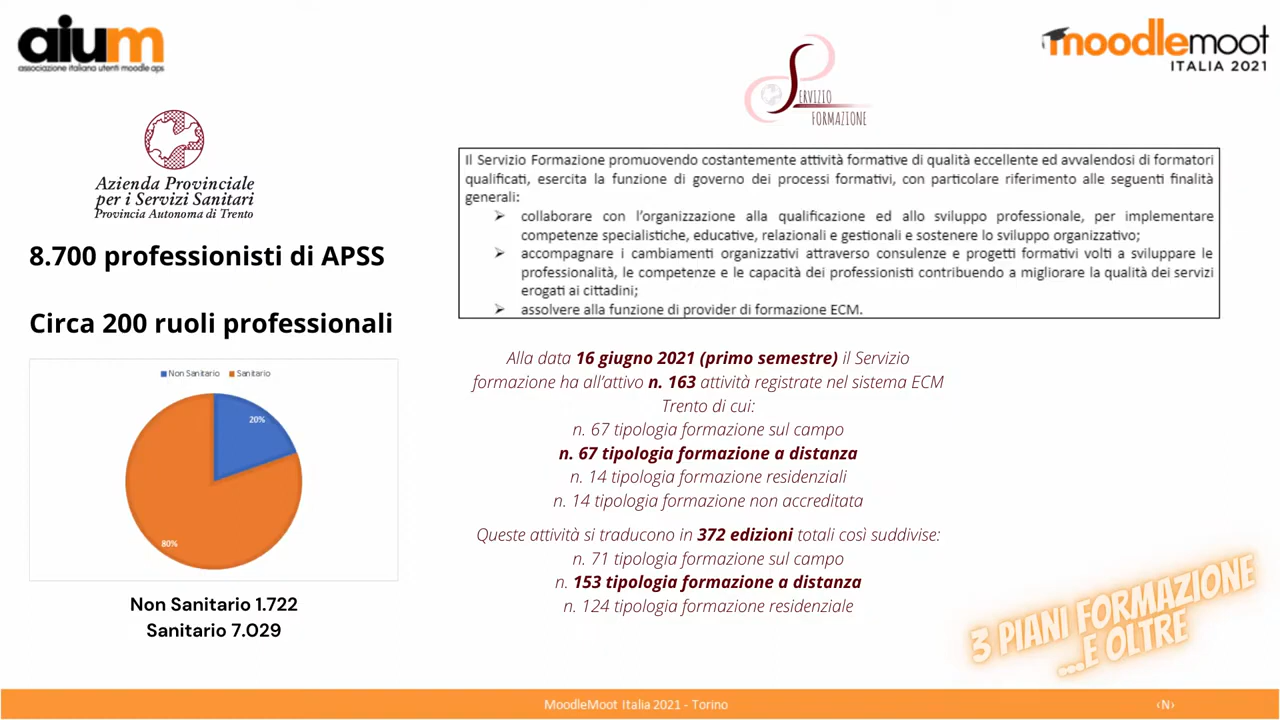 aium
associazione italiana utenti moodle aps
moodlemoot
ITALIA 2021
SERVIZIO
FORMAZIONE
Azienda Provinciale
per i Servizi Sanitari
Provincia Autonoma di Trento
8.700 professionisti di APSS
Circa 200 ruoli professionali
Non Sanitario
Sanitario
20%
80%
Non Sanitario 1.722
Sanitario 7.029
Il Servizio Formazione promuovendo costantemente attività formative di qualità eccellente ed avvalendosi di formatori
qualificati, esercita la funzione di governo dei processi formativi, con particolare riferimento alle seguenti finalità
generali:
➢ collaborare con l'organizzazione alla qualificazione ed allo sviluppo professionale, per implementare
competenze specialistiche, educative, relazionali e gestionali e sostenere lo sviluppo organizzativo;
➢ accompagnare i cambiamenti organizzativi attraverso consulenze e progetti formativi volti a sviluppare le
professionalità, le competenze e le capacità dei professionisti contribuendo a migliorare la qualità dei servizi
erogati ai cittadini;
➢ assolvere alla funzione di provider di formazione ECM.
Alla data 16 giugno 2021 (primo semestre) il Servizio
formazione ha all'attivo n. 163 attività registrate nel sistema ECM
Trento di cui:
n. 67 tipologia formazione sul campo
n. 67 tipologia formazione a distanza
n. 14 tipologia formazione residenziali
n. 14 tipologia formazione non accreditata
Queste attività si traducono in 372 edizioni totali così suddivise:
n. 71 tipologia formazione sul campo
n. 153 tipologia formazione a distanza
n. 124 tipologia formazione residenziale
3 PIANI FORMAZIONE
...E OLTRE
MoodleMoot Italia 2021 - Torino
‹N›